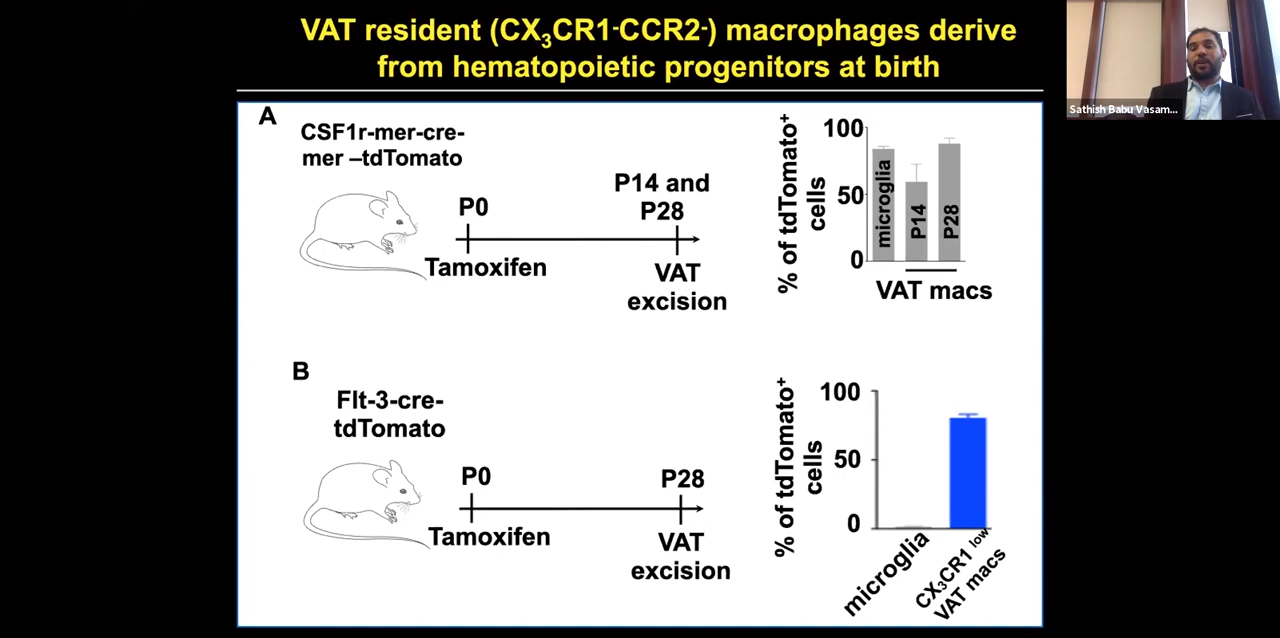 VAT resident (CX₃CR1⁻CCR2⁻) macrophages derive
from hematopoietic progenitors at birth
Sathish Babu Vasam...
A
CSF1r-mer-cre-
mer –tdTomato
P0
Tamoxifen
P14 and
P28
VAT
excision
% of tdTomato⁺
cells
100
50
0
microglia
P14
P28
VAT macs
B
Flt-3-cre-
tdTomato
P0
Tamoxifen
P28
VAT
excision
% of tdTomato⁺
cells
100
50
0
microglia
CX₃CR1 ˡᵒʷ
VAT macs